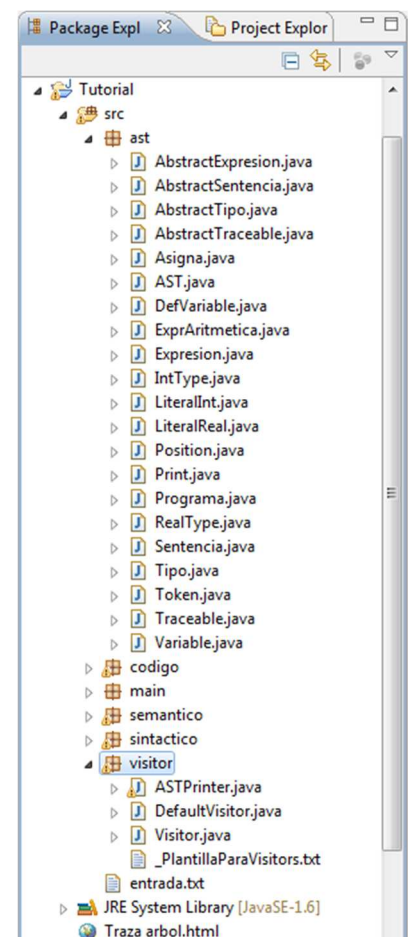 Package Expl
Project Explor
Tutorial
src
ast
AbstractExpresion.java
AbstractSentencia.java
AbstractTipo.java
AbstractTraceable.java
Asigna.java
AST.java
DefVariable.java
ExprAritmetica.java
Expresion.java
IntType.java
LiteralInt.java
LiteralReal.java
Position.java
Print.java
Programa.java
RealType.java
Sentencia.java
Tipo.java
Token.java
Traceable.java
Variable.java
codigo
main
semantico
sintactico
visitor
ASTPrinter.java
DefaultVisitor.java
Visitor.java
_PlantillaParaVisitors.txt
entrada.txt
JRE System Library [JavaSE-1.6]
Traza arbol.html